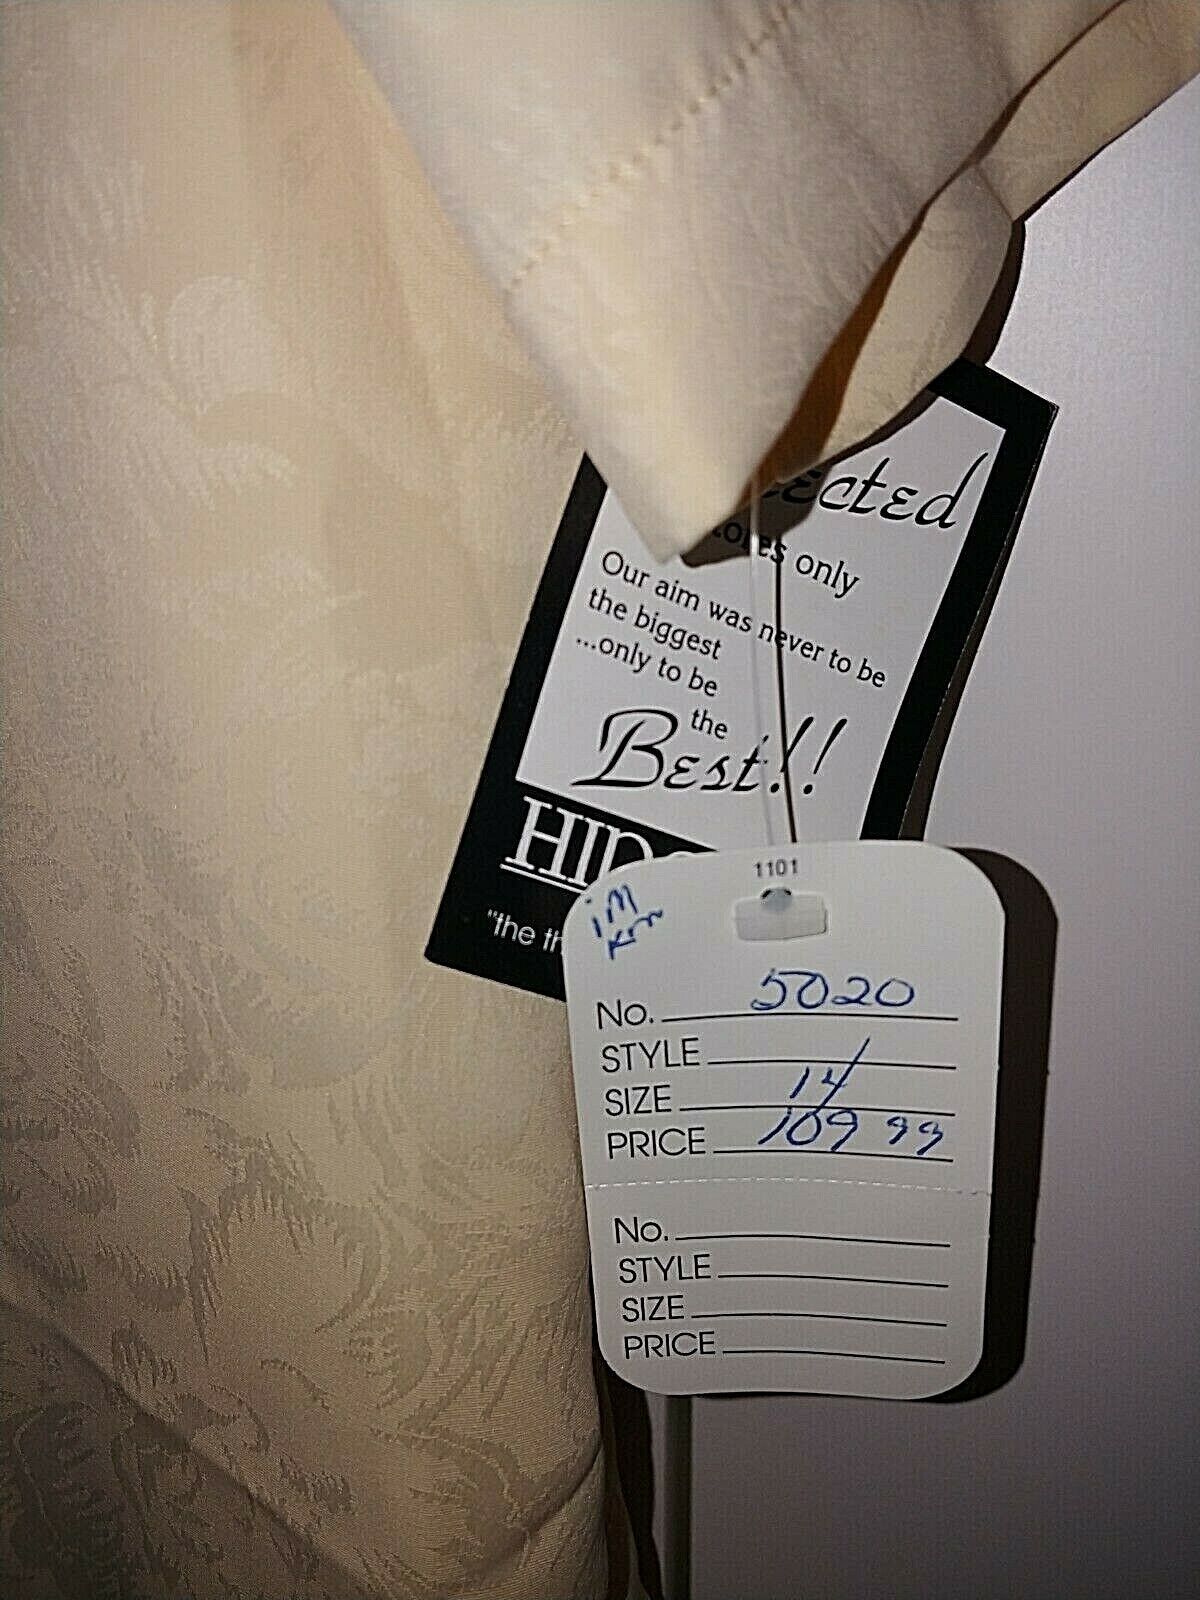 only
Our aim was never to be
the biggest
...only to be
the
Best!!
"the
1101
No. 5020
STYLE
SIZE 14
PRICE 109 99
No.
STYLE
SIZE
PRICE